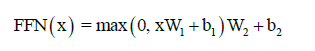 FFN(x) = max(0, xW₁ + b₁)W₂ + b₂